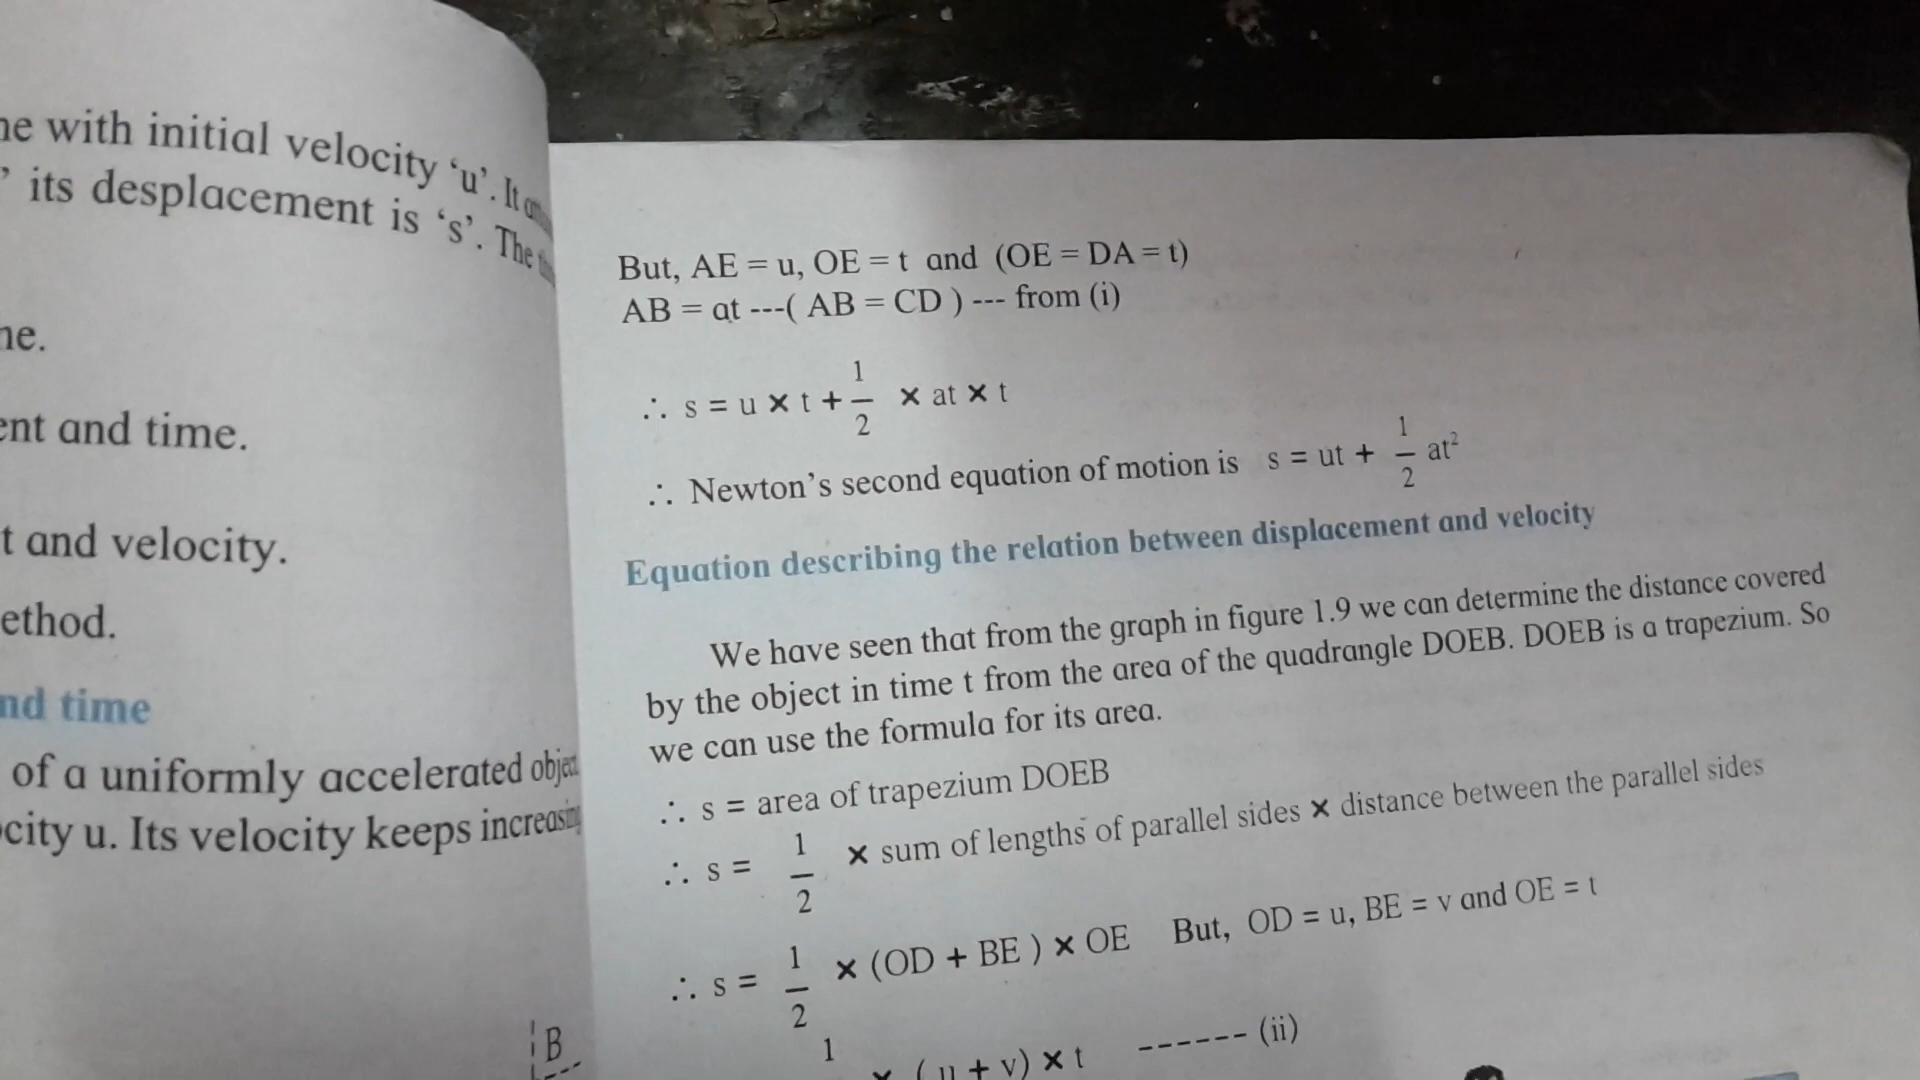 with initial velocity ‘u’. It
its desplacement is ‘s’. The
and time.
t and velocity.
time
of a uniformly accelerated
u. Its velocity keeps
B
But, AE = u, OE = t and (OE = DA = t)
AB = at ---( AB = CD ) --- from (i)
∴ s = u × t + 1/2 × at × t
∴ Newton’s second equation of motion is s = ut + 1/2 at²
Equation describing the relation between displacement and velocity
We have seen that from the graph in figure 1.9 we can determine the distance covered
by the object in time t from the area of the quadrangle DOEB. DOEB is a trapezium. So
we can use the formula for its area.
∴ s = area of trapezium DOEB
∴ s = 1/2 × sum of lengths of parallel sides × distance between the parallel sides
∴ s = 1/2 × (OD + BE ) × OE But, OD = u, BE = v and OE = t
1 × ( u + v) × t ------ (ii)